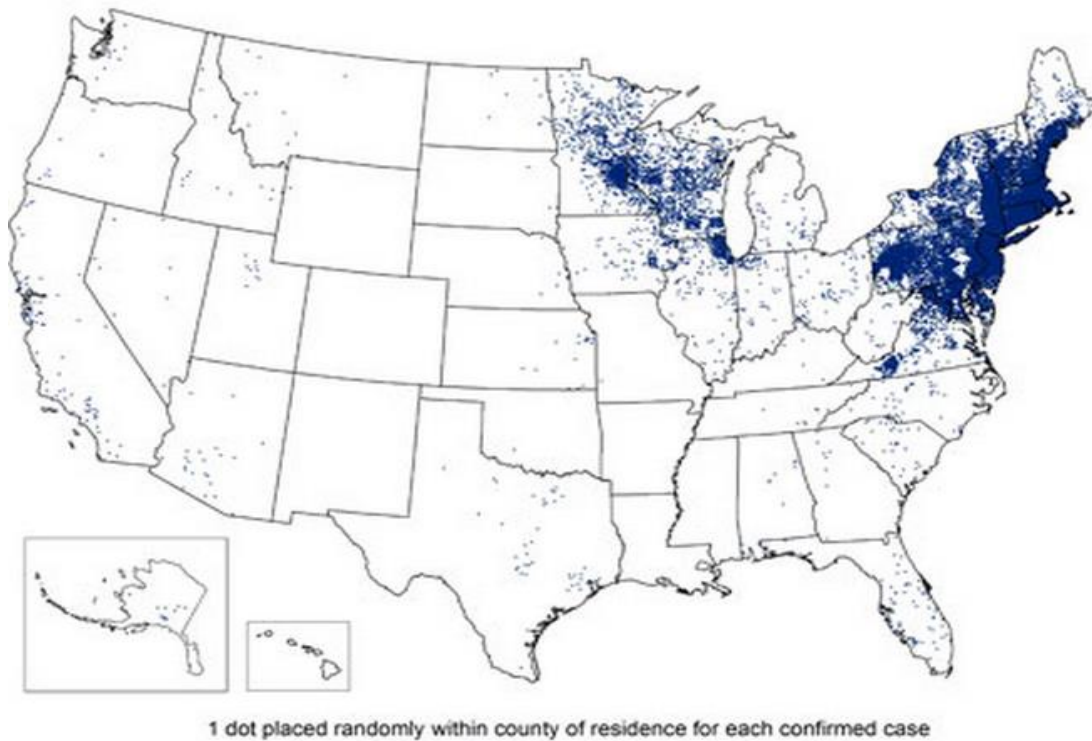 1 dot placed randomly within county of residence for each confirmed case